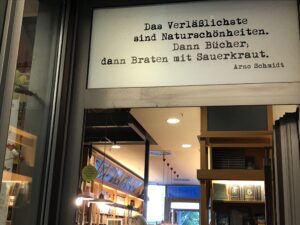 Das Verläßlichste
sind Naturschönheiten.
Dann Bücher,
dann Braten mit Sauerkraut.
Arno Schmidt